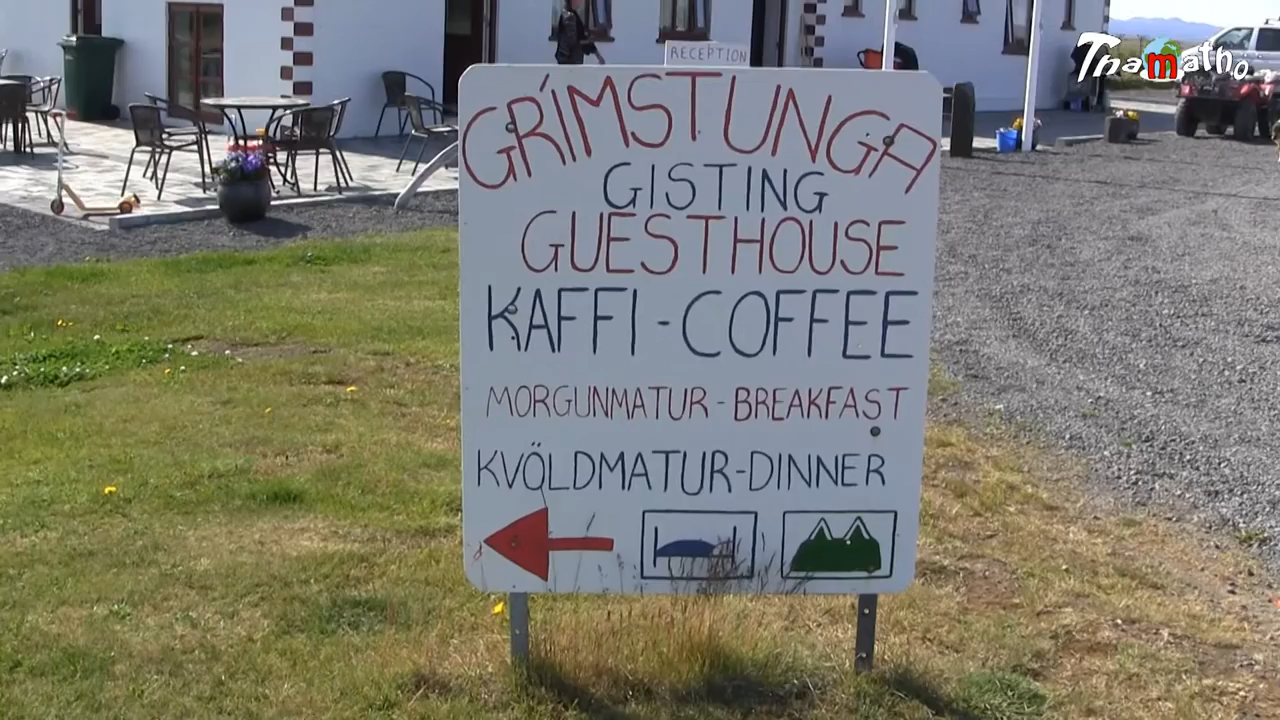 Thamatho
RECEPTION
GRÍMSTUNGA
GISTING
GUESTHOUSE
KAFFI - COFFEE
MORGUNMATUR - BREAKFAST
KVÖLDMATUR-DINNER